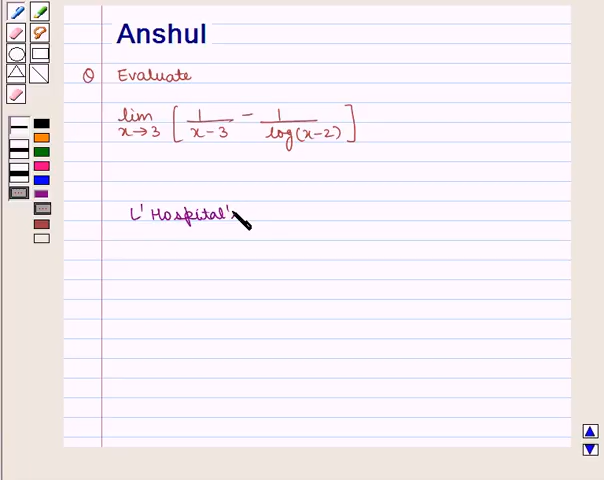 Anshul
Q Evaluate
lim x→3 [ 1/(x-3) - 1/log(x-2) ]
L' Hospital'